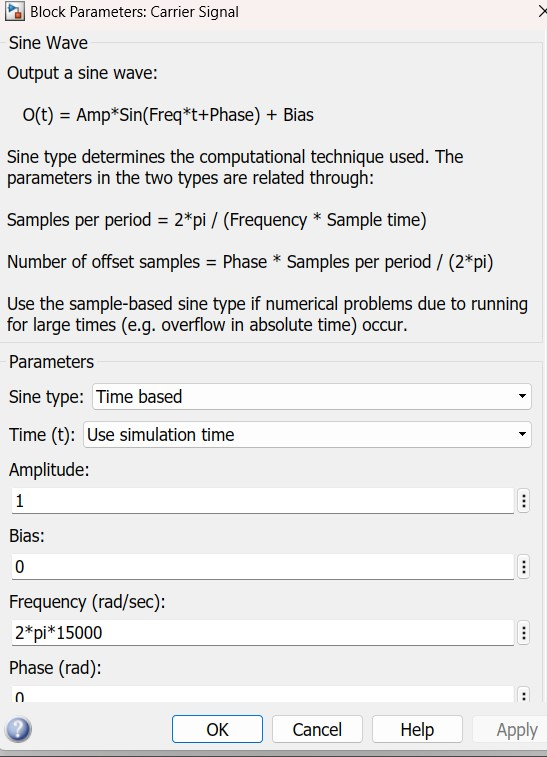 Block Parameters: Carrier Signal
Sine Wave
Output a sine wave:
O(t) = Amp*Sin(Freq*t+Phase) + Bias
Sine type determines the computational technique used. The
parameters in the two types are related through:
Samples per period = 2*pi / (Frequency * Sample time)
Number of offset samples = Phase * Samples per period / (2*pi)
Use the sample-based sine type if numerical problems due to running
for large times (e.g. overflow in absolute time) occur.
Parameters
Sine type: Time based
Time (t): Use simulation time
Amplitude:
1
Bias:
0
Frequency (rad/sec):
2*pi*15000
Phase (rad):
0
OK Cancel Help Apply